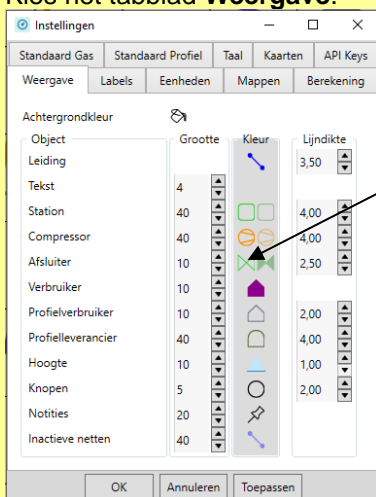 Kies het tabblad Weergave.
Instellingen
Standaard Gas Standaard Profiel Taal Kaarten API Keys
Weergave Labels Eenheden Mappen Berekening
Achtergrondkleur
Object Grootte Kleur Lijndikte
Leiding 3,50
Tekst 4
Station 40 4,00
Compressor 40 4,00
Afsluiter 10 2,50
Verbruiker 10
Profielverbruiker 10 2,00
Profielleverancier 40 4,00
Hoogte 10 1,00
Knopen 5 2,00
Notities 20
Inactieve netten 40
OK Annuleren Toepassen